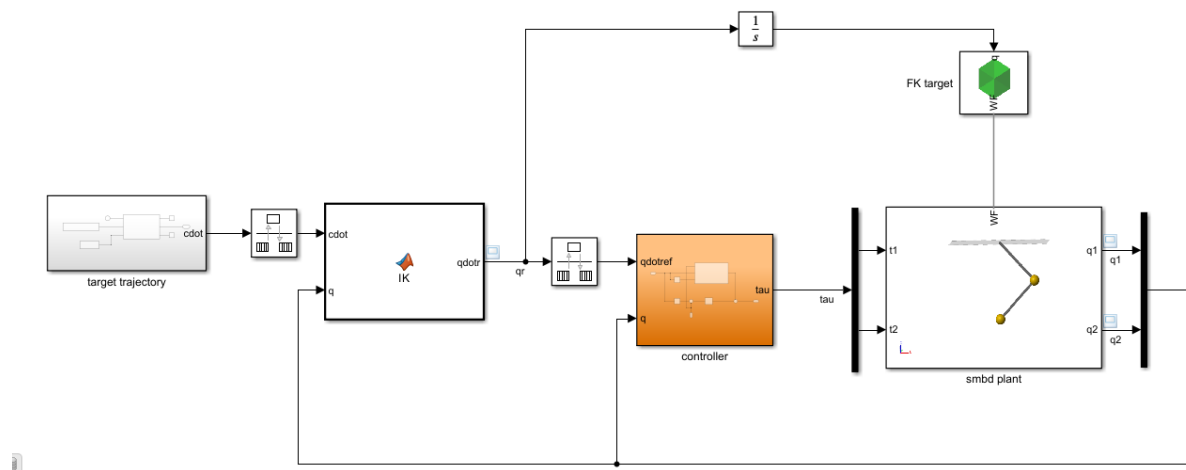 1
s
q
FK target
WF
cdot
target trajectory
cdot
q
IK
qdotr
qr
qdotref
q
tau
controller
tau
WF
t1
t2
q1
q1
q2
q2
smbd plant